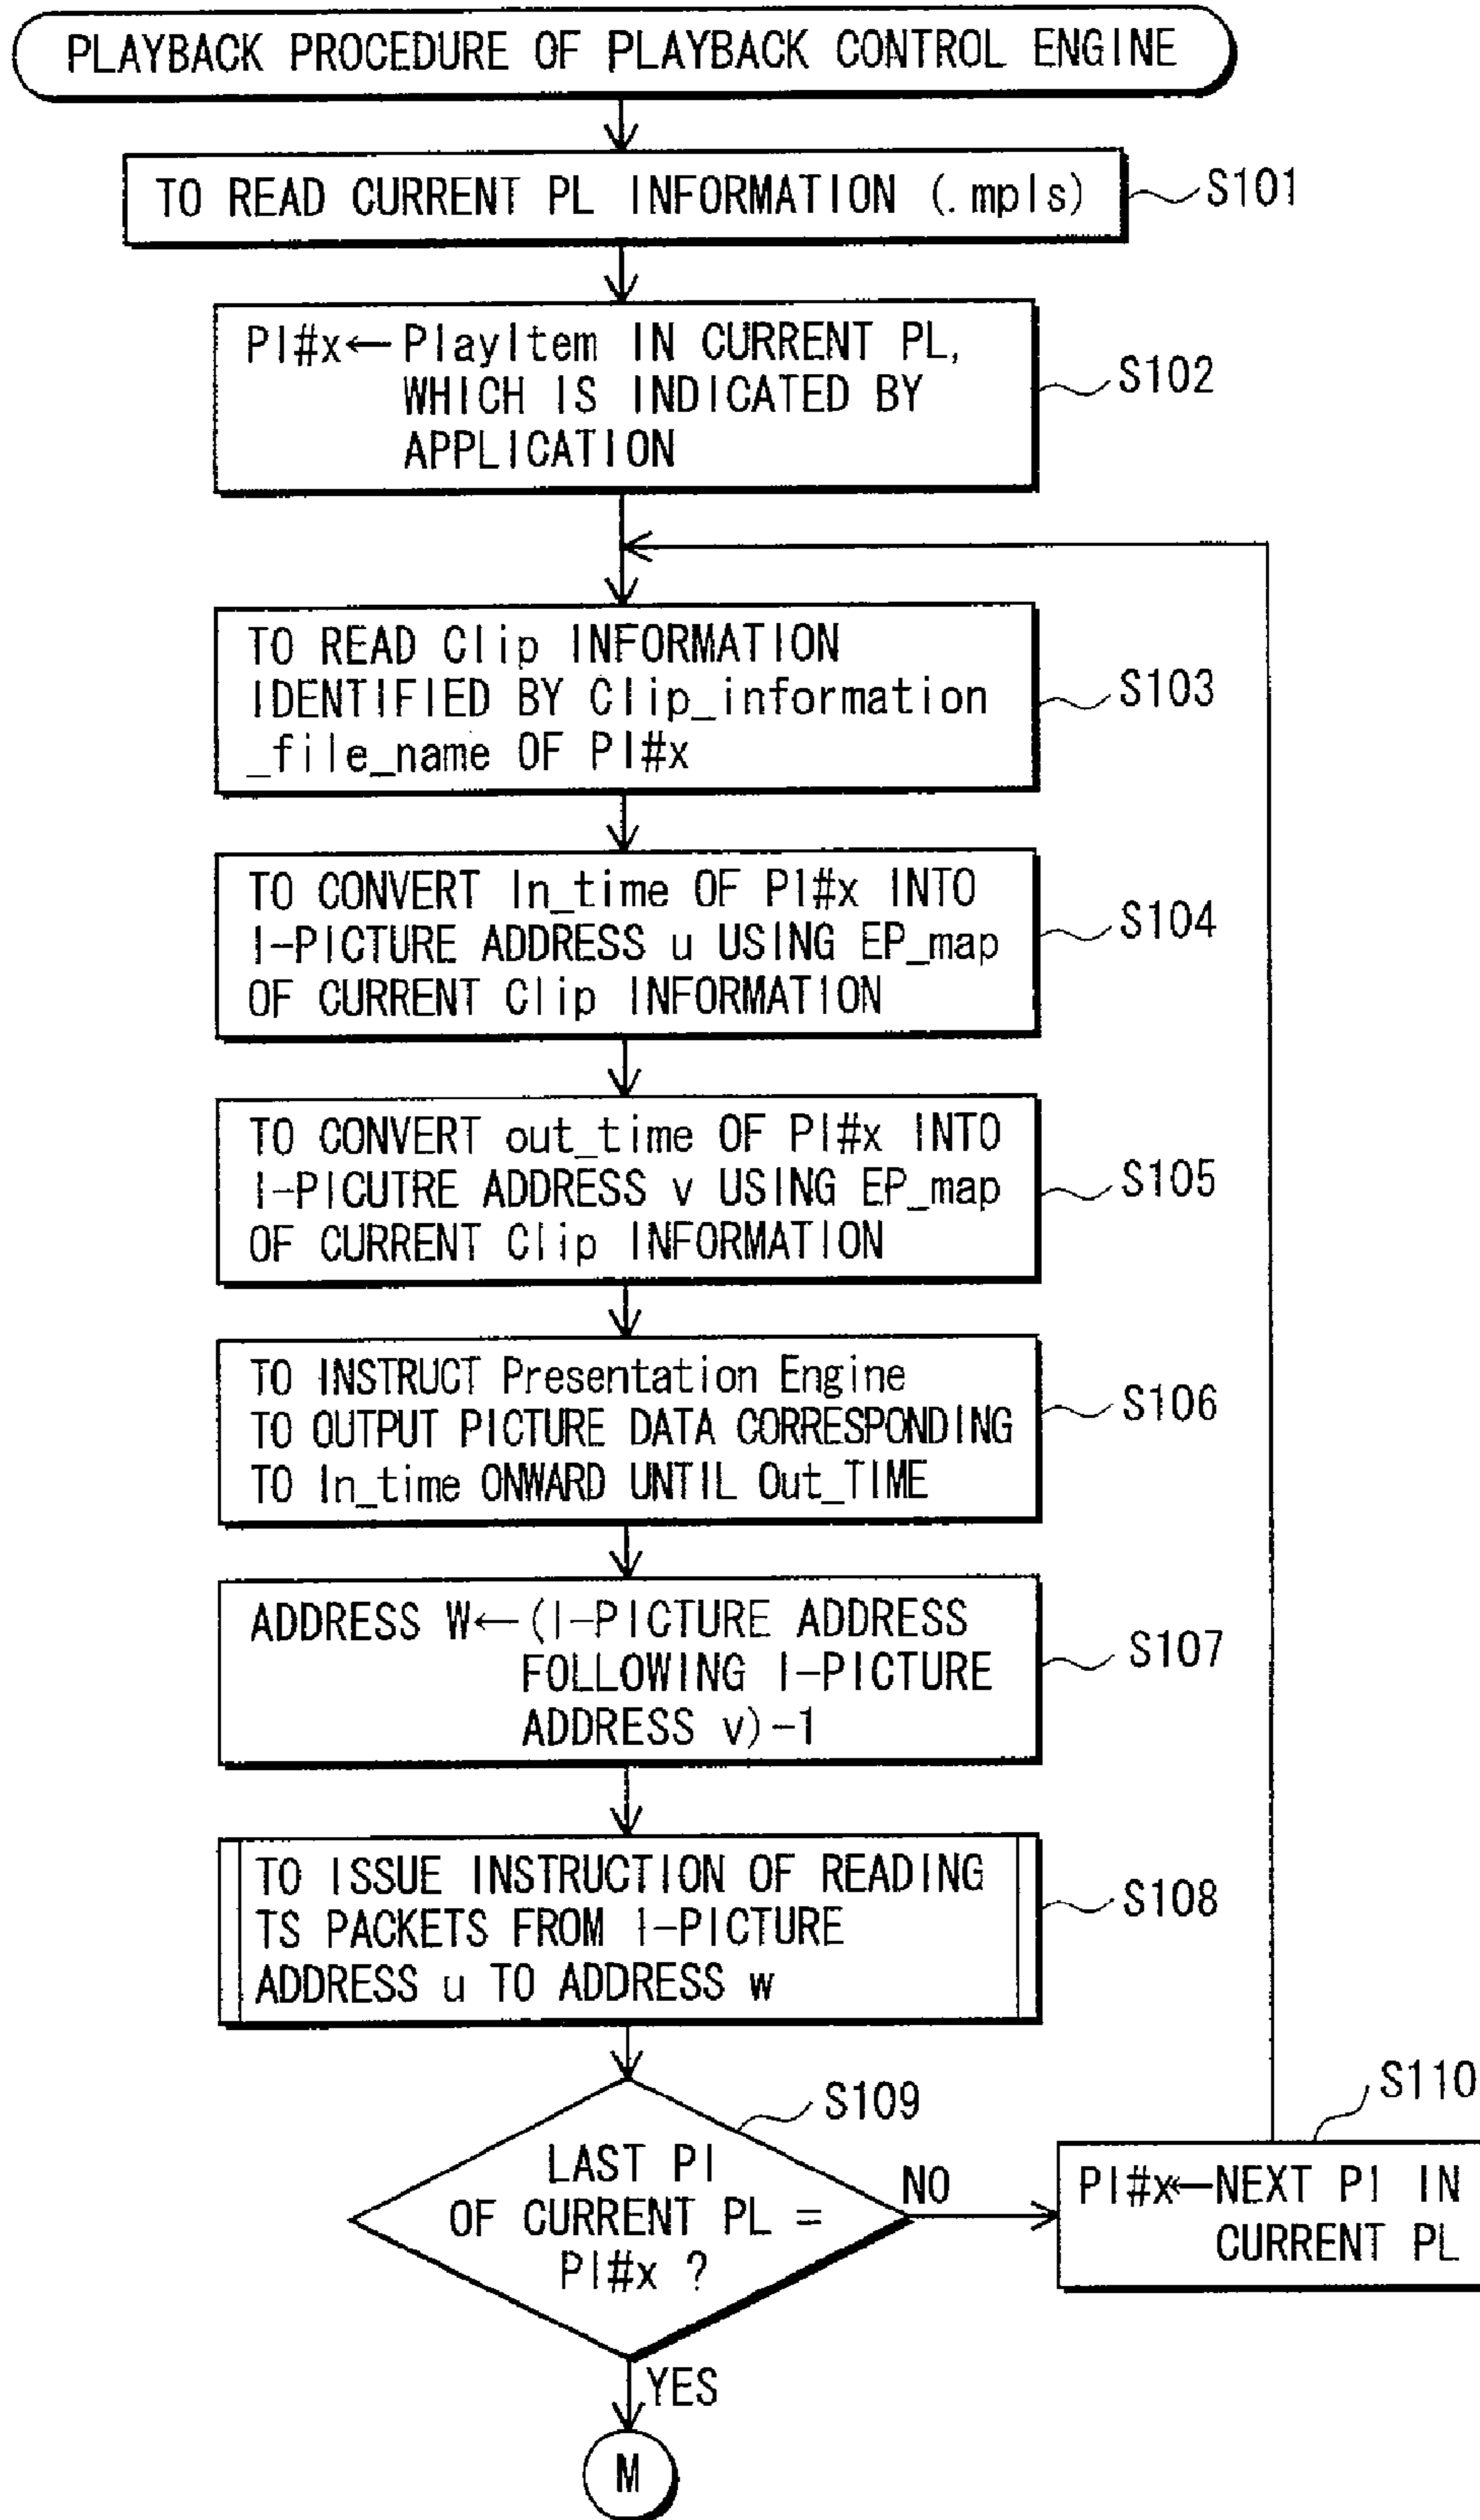 PLAYBACK PROCEDURE OF PLAYBACK CONTROL ENGINE
TO READ CURRENT PL INFORMATION (.mpls)
S101
PI#x←PlayItem IN CURRENT PL,
WHICH IS INDICATED BY
APPLICATION
S102
TO READ Clip INFORMATION
IDENTIFIED BY Clip_information
_file_name OF PI#x
S103
TO CONVERT In_time OF PI#x INTO
I-PICTURE ADDRESS u USING EP_map
OF CURRENT Clip INFORMATION
S104
TO CONVERT out_time OF PI#x INTO
I-PICUTRE ADDRESS v USING EP_map
OF CURRENT Clip INFORMATION
S105
TO INSTRUCT Presentation Engine
TO OUTPUT PICTURE DATA CORRESPONDING
TO In_time ONWARD UNTIL Out_TIME
S106
ADDRESS W←(I-PICTURE ADDRESS
FOLLOWING I-PICTURE
ADDRESS v)-1
S107
TO ISSUE INSTRUCTION OF READING
TS PACKETS FROM I-PICTURE
ADDRESS u TO ADDRESS w
S108
S109
LAST PI
OF CURRENT PL =
PI#x ?
NO
S110
PI#x←NEXT PI IN
CURRENT PL
YES
M